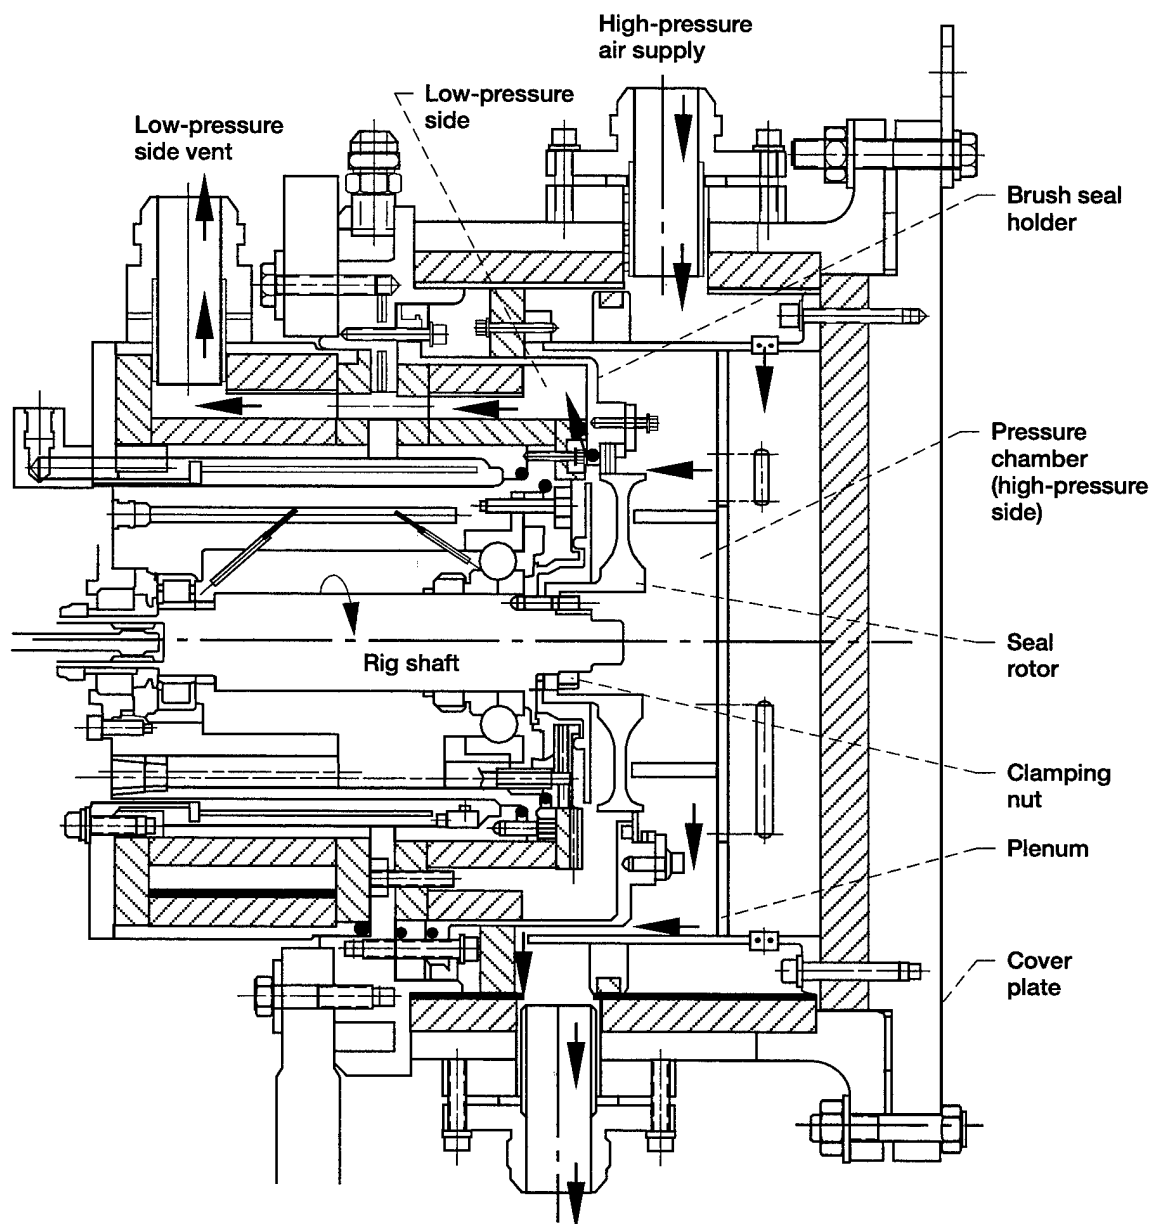 High-pressure
air supply
Low-pressure
side
Low-pressure
side vent
Brush seal
holder
Pressure
chamber
(high-pressure
side)
Seal
rotor
Rig shaft
Clamping
nut
Plenum
Cover
plate